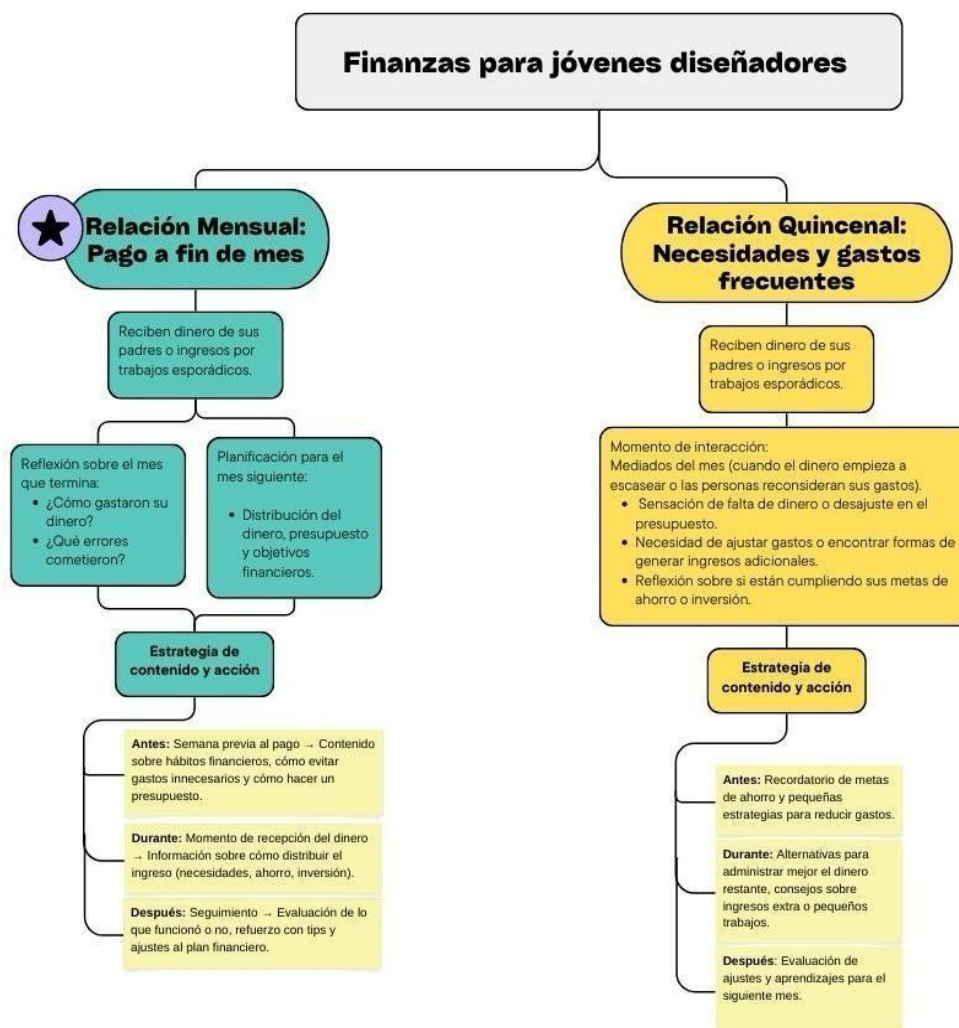 Finanzas para jóvenes diseñadores
Relación Mensual:
Pago a fin de mes
Reciben dinero de sus
padres o ingresos por
trabajos esporádicos.
Reflexión sobre el mes
que termina:
• ¿Cómo gastaron su
dinero?
• ¿Qué errores
cometieron?
Planificación para el
mes siguiente:
• Distribución del
dinero, presupuesto
y objetivos
financieros.
Estrategia de
contenido y acción
Antes: Semana previa al pago → Contenido
sobre hábitos financieros, cómo evitar
gastos innecesarios y cómo hacer un
presupuesto.
Durante: Momento de recepción del dinero
→ Información sobre cómo distribuir el
ingreso (necesidades, ahorro, inversión).
Después: Seguimiento → Evaluación de lo
que funcionó o no, refuerzo con tips y
ajustes al plan financiero.
Relación Quincenal:
Necesidades y gastos
frecuentes
Reciben dinero de sus
padres o ingresos por
trabajos esporádicos.
Momento de interacción:
Mediados del mes (cuando el dinero empieza a
escasear o las personas reconsideran sus gastos).
• Sensación de falta de dinero o desajuste en el
presupuesto.
• Necesidad de ajustar gastos o encontrar formas de
generar ingresos adicionales.
• Reflexión sobre si están cumpliendo sus metas de
ahorro o inversión.
Estrategia de
contenido y acción
Antes: Recordatorio de metas
de ahorro y pequeñas
estrategias para reducir gastos.
Durante: Alternativas para
administrar mejor el dinero
restante, consejos sobre
ingresos extra o pequeños
trabajos.
Después: Evaluación de
ajustes y aprendizajes para el
siguiente mes.